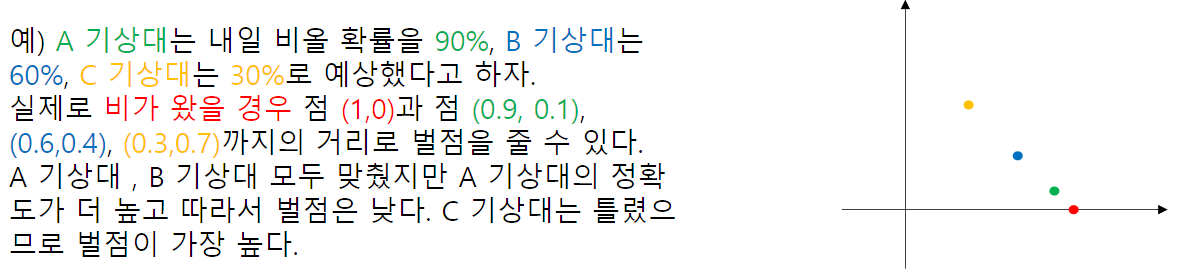 예) A 기상대는 내일 비올 확률을 90%, B 기상대는
60%, C 기상대는 30%로 예상했다고 하자.
실제로 비가 왔을 경우 점 (1,0)과 점 (0.9, 0.1),
(0.6,0.4), (0.3,0.7)까지의 거리로 벌점을 줄 수 있다.
A 기상대 , B 기상대 모두 맞췄지만 A 기상대의 정확
도가 더 높고 따라서 벌점은 낮다. C 기상대는 틀렸으
므로 벌점이 가장 높다.